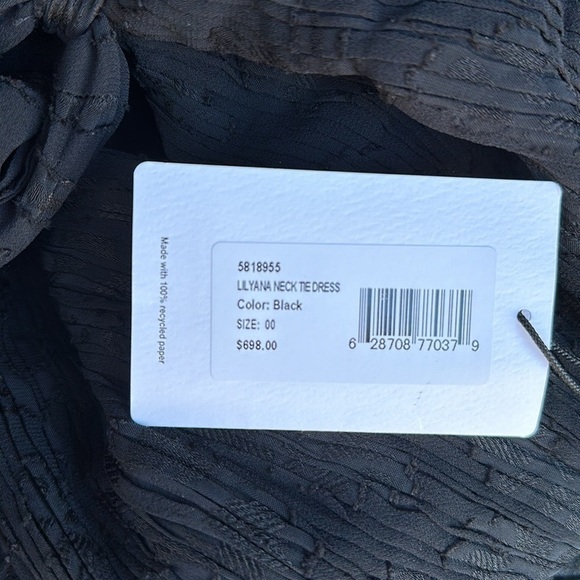 Made with 100% recycled paper
5818955
LILYANA NECK TIE DRESS
Color: Black
SIZE: 00
$698.00
6 28708 77037 9